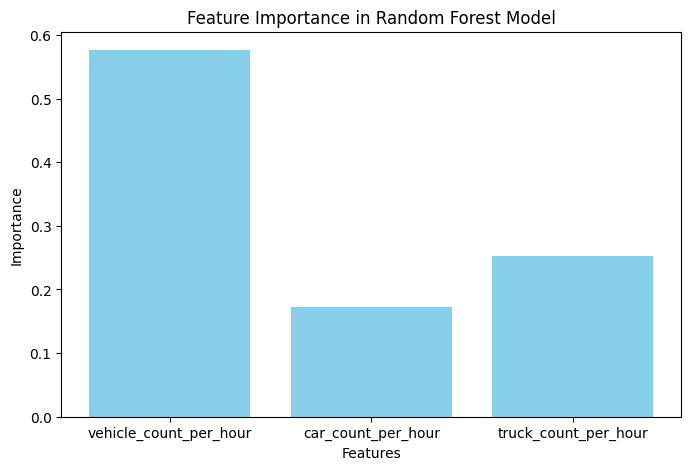 Feature Importance in Random Forest Model
0.6
0.5
0.4
0.3
0.2
0.1
0.0
Importance
vehicle_count_per_hour
car_count_per_hour
truck_count_per_hour
Features